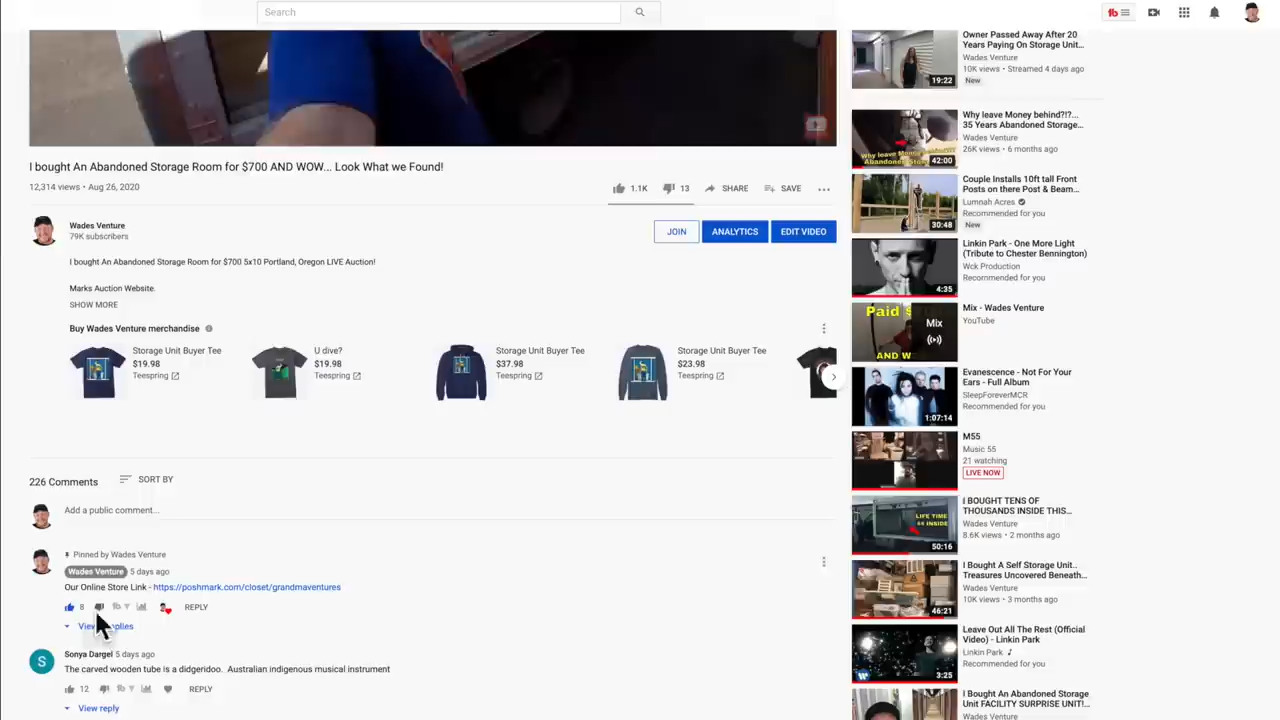 Search
I bought An Abandoned Storage Room for $700 AND WOW... Look What we Found!
12,314 views • Aug 26, 2020
1.1K
13
SHARE
SAVE
Wades Venture
79K subscribers
JOIN
ANALYTICS
EDIT VIDEO
I bought An Abandoned Storage Room for $700 5x10 Portland, Oregon LIVE Auction!
Marks Auction Website.
SHOW MORE
Buy Wades Venture merchandise
Storage Unit Buyer Tee
$19.98
Teespring
U dive?
$19.98
Teespring
Storage Unit Buyer Tee
$37.98
Teespring
Storage Unit Buyer Tee
$23.98
Teespring
226 Comments
SORT BY
Add a public comment...
Pinned by Wades Venture
Wades Venture 5 days ago
Our Online Store Link - https://poshmark.com/closet/grandmaventures
8
REPLY
S
Sonya Dargel 5 days ago
The carved wooden tube is a didgeridoo. Australian indigenous musical instrument
12
REPLY
View reply
Owner Passed Away After 20
Years Paying On Storage Unit...
Wades Venture
10K views • Streamed 4 days ago
New
19:22
Why leave Money behind?!?...
35 Years Abandoned Storage...
Wades Venture
26K views • 6 months ago
Why leave Money behind?!?
42:00
Couple Installs 10ft tall Front
Posts on there Post & Beam...
Lumnah Acres
Recommended for you
New
30:48
Linkin Park - One More Light
(Tribute to Chester Bennington)
Wck Production
Recommended for you
4:35
Mix - Wades Venture
YouTube
Paid
AND W
Mix
Evanescence - Not For Your
Ears - Full Album
SleepForeverMCR
Recommended for you
1:07:14
M55
Music 55
21 watching
LIVE NOW
I BOUGHT TENS OF
THOUSANDS INSIDE THIS...
Wades Venture
8.6K views • 2 months ago
LIFE TIME
INSIDE
50:16
I Bought A Self Storage Unit..
Treasures Uncovered Beneath...
Wades Venture
10K views • 3 months ago
46:21
Leave Out All The Rest (Official
Video) - Linkin Park
Linkin Park
Recommended for you
3:25
I Bought An Abandoned Storage
Unit FACILITY SURPRISE UNIT!...
Wades Venture